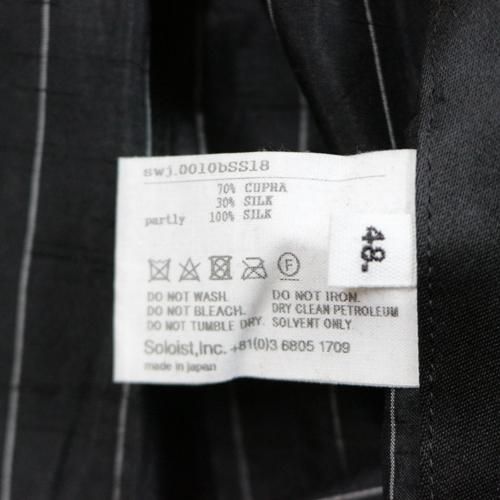 swj.0010bSS18
70% CUPRA
30% SILK
partly 100% SILK
48.
F
DO NOT WASH. DO NOT IRON.
DO NOT BLEACH. DRY CLEAN PETROLEUM
DO NOT TUMBLE DRY. SOLVENT ONLY.
Soloist,Inc. +81(0)3 6805 1709
made in japan